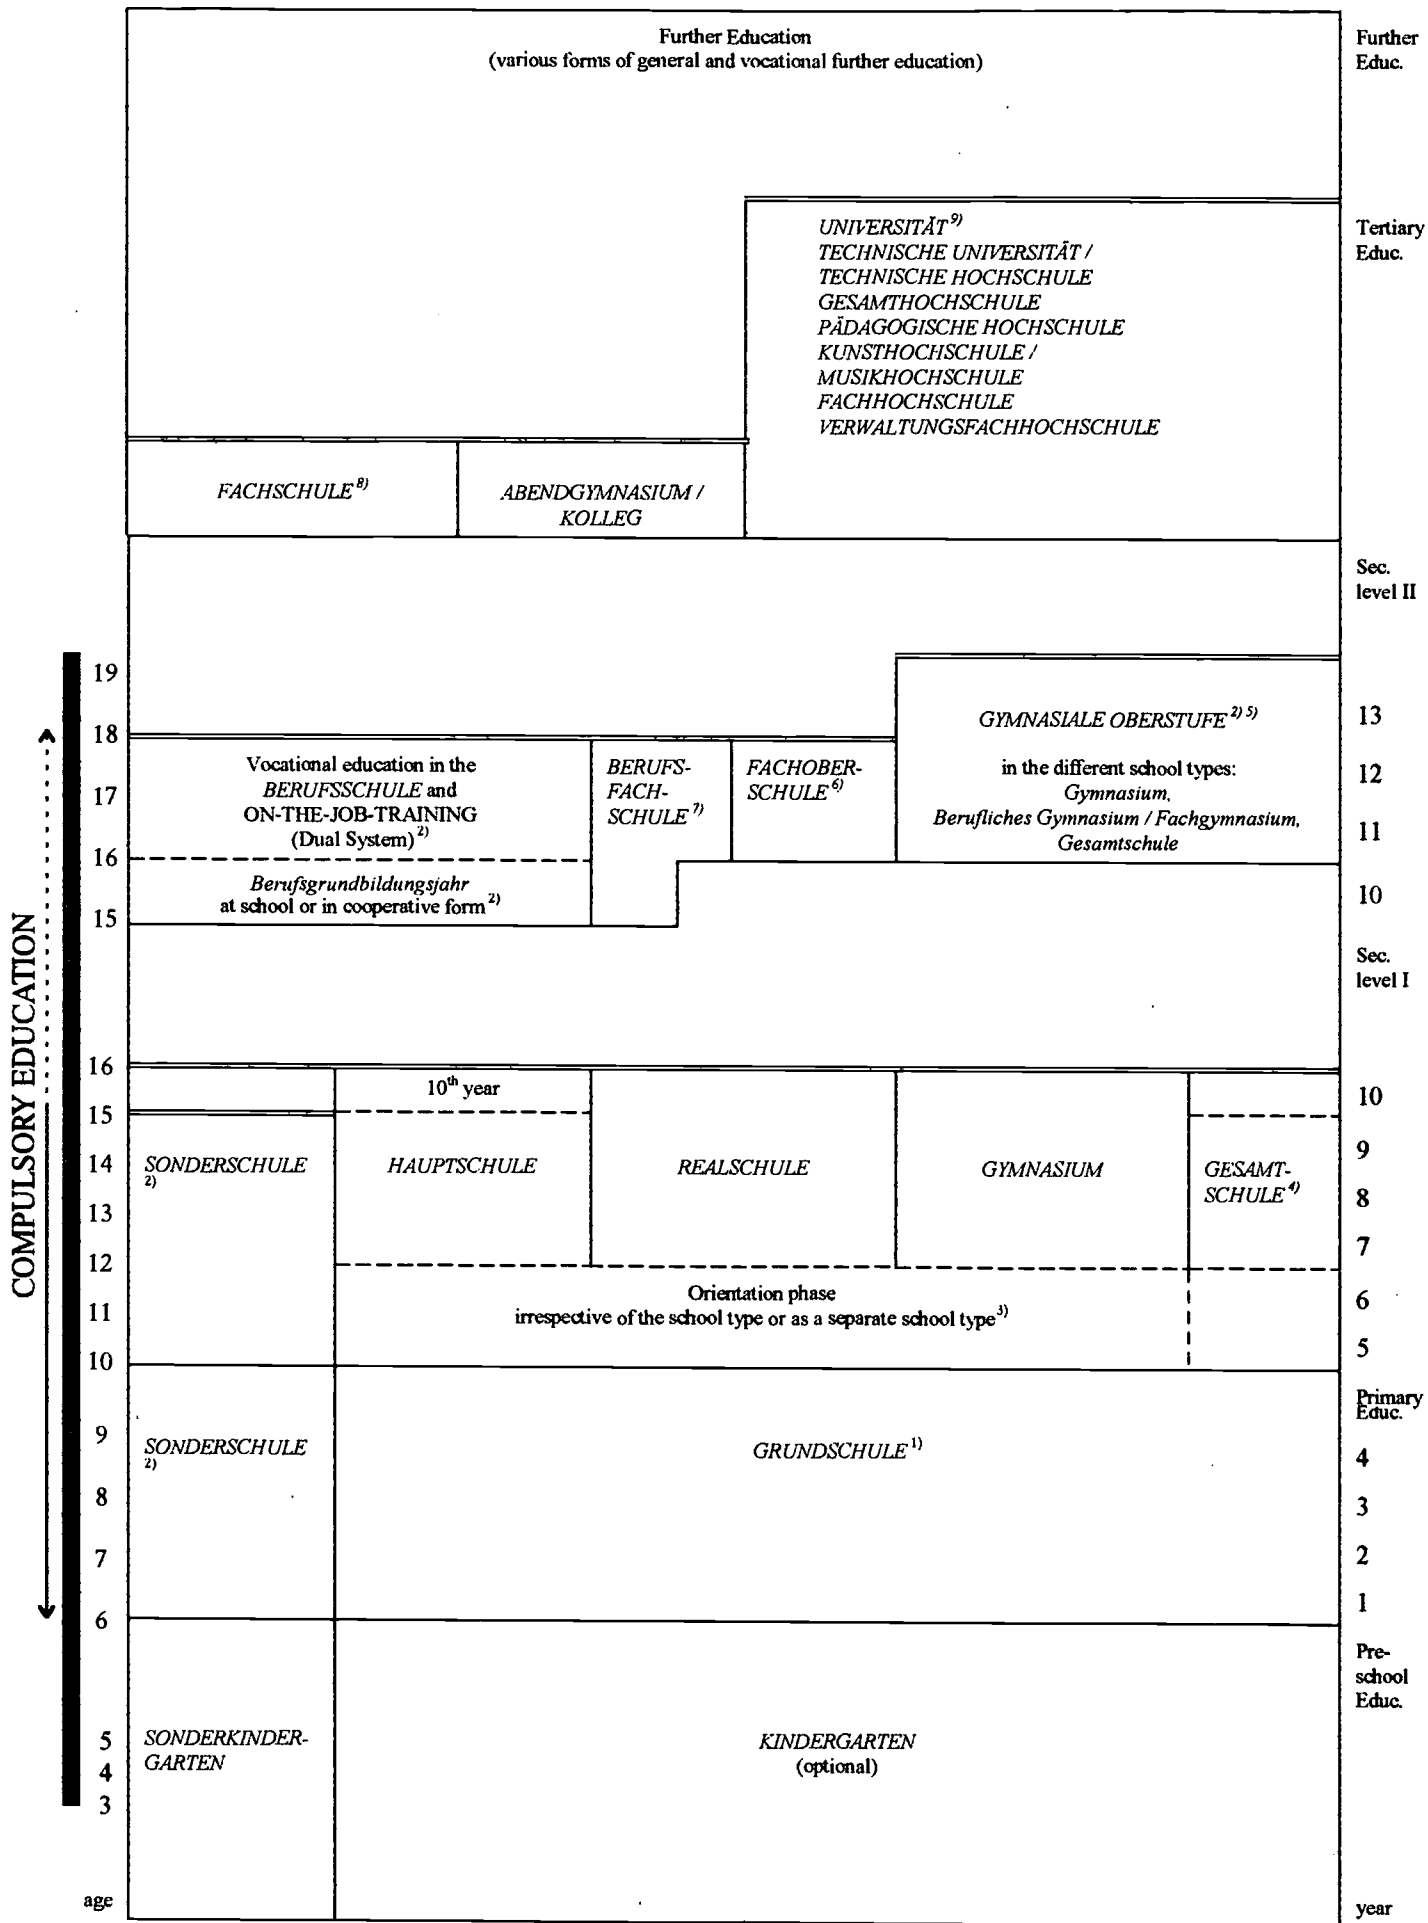 Further Education
(various forms of general and vocational further education)
Further
Educ.
UNIVERSITÄT 9)
TECHNISCHE UNIVERSITÄT /
TECHNISCHE HOCHSCHULE
GESAMTHOCHSCHULE
PÄDAGOGISCHE HOCHSCHULE
KUNSTHOCHSCHULE /
MUSIKHOCHSCHULE
FACHHOCHSCHULE
VERWALTUNGSFACHHOCHSCHULE
Tertiary
Educ.
FACHSCHULE 8)
ABENDGYMNASIUM /
KOLLEG
Sec.
level II
COMPULSORY EDUCATION
19
18
17
16
15
GYMNASIALE OBERSTUFE 2) 5)
in the different school types:
Gymnasium,
Berufliches Gymnasium / Fachgymnasium,
Gesamtschule
Vocational education in the
BERUFSSCHULE and
ON-THE-JOB-TRAINING
(Dual System) 2)
BERUFS-
FACH-
SCHULE 7)
FACHOBER-
SCHULE 6)
Berufsgrundbildungsjahr
at school or in cooperative form 2)
13
12
11
10
Sec.
level I
16
15
14
13
12
11
10
10th year
SONDERSCHULE
2)
HAUPTSCHULE
REALSCHULE
GYMNASIUM
GESAMT-
SCHULE 4)
Orientation phase
irrespective of the school type or as a separate school type 3)
10
9
8
7
6
5
Primary
Educ.
9
8
7
6
SONDERSCHULE
2)
GRUNDSCHULE 1)
4
3
2
1
Pre-
school
Educ.
5
4
3
SONDERKINDER-
GARTEN
KINDERGARTEN
(optional)
age
year